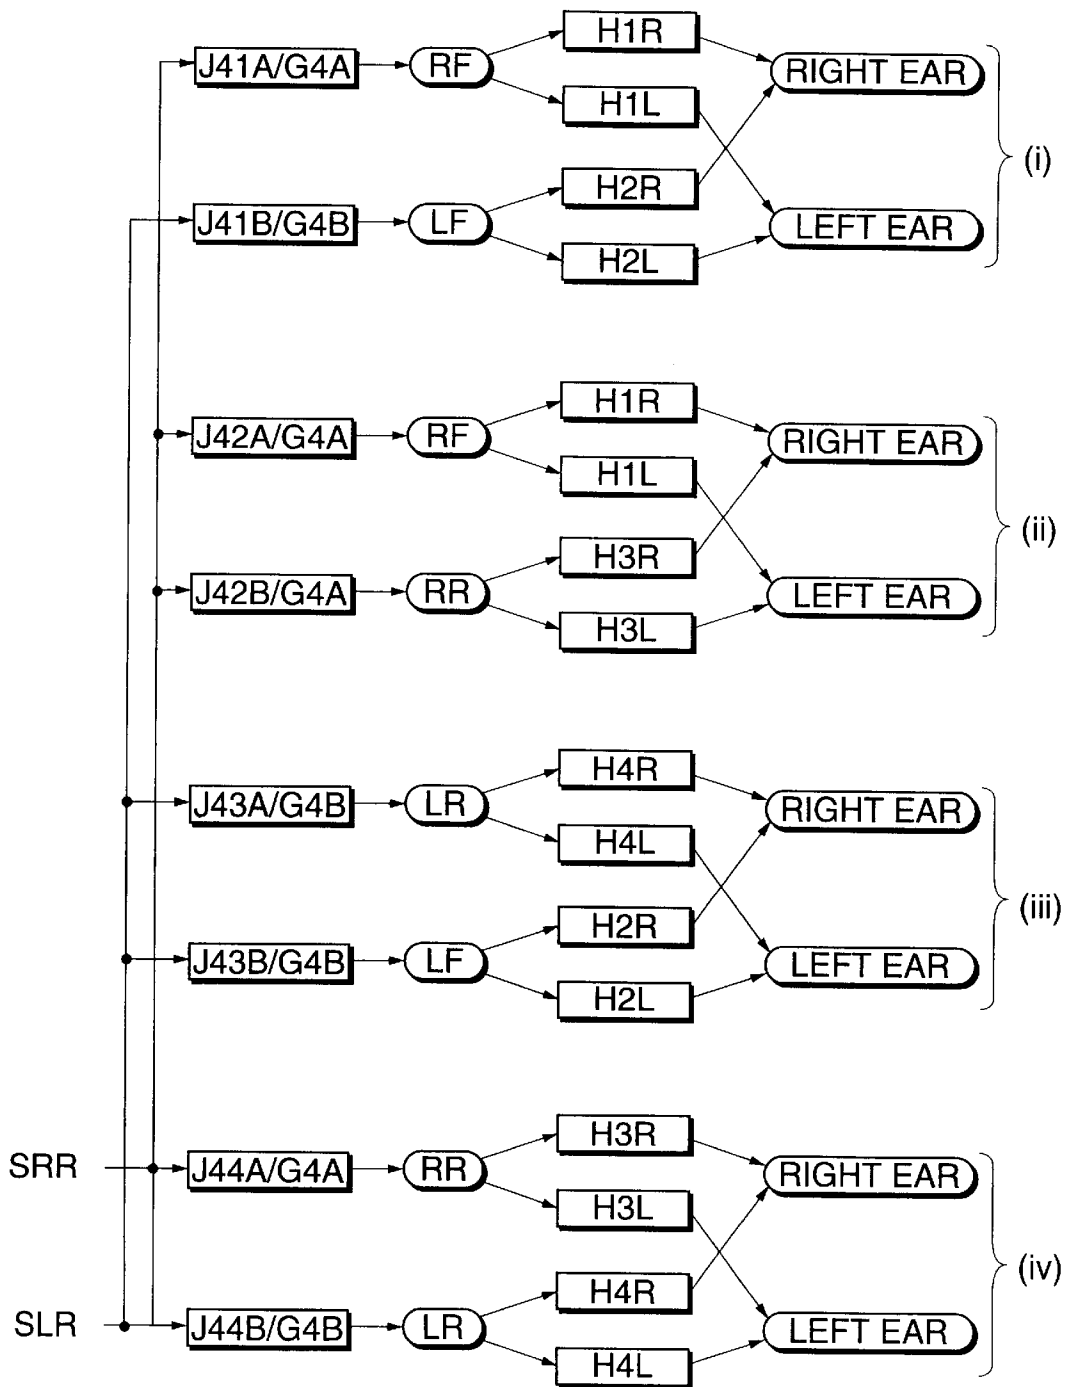 H1R
J41A/G4A RF RIGHT EAR
H1L
(i)
H2R
J41B/G4B LF LEFT EAR
H2L
H1R
J42A/G4A RF RIGHT EAR
H1L
(ii)
H3R
J42B/G4A RR LEFT EAR
H3L
H4R
J43A/G4B LR RIGHT EAR
H4L
(iii)
H2R
J43B/G4B LF LEFT EAR
H2L
H3R
SRR J44A/G4A RR RIGHT EAR
H3L
(iv)
H4R
SLR J44B/G4B LR LEFT EAR
H4L